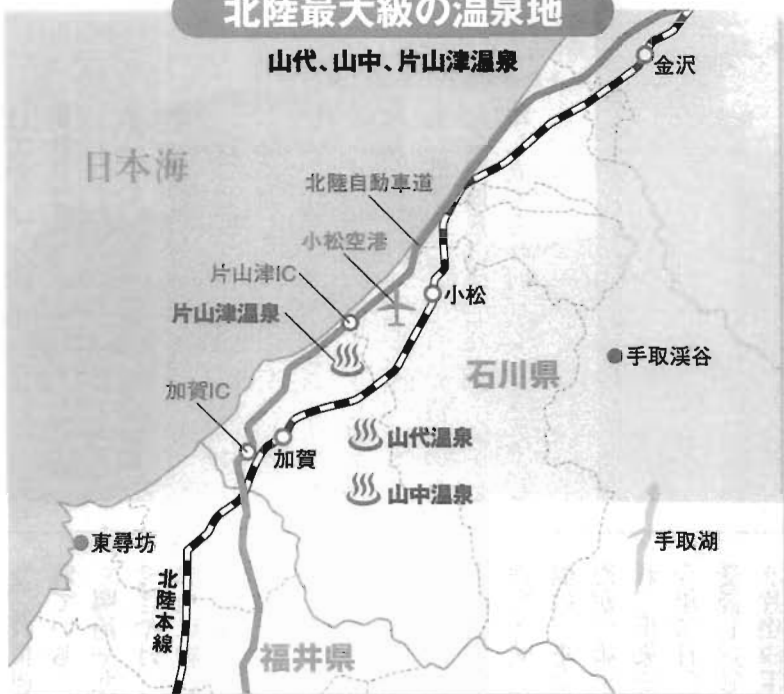 北陸最大級の温泉地
山代、山中、片山津温泉
金沢
日本海
北陸自動車道
小松空港
片山津IC
小松
片山津温泉
手取渓谷
石川県
加賀IC
山代温泉
加賀
山中温泉
東尋坊
手取湖
北陸本線
福井県